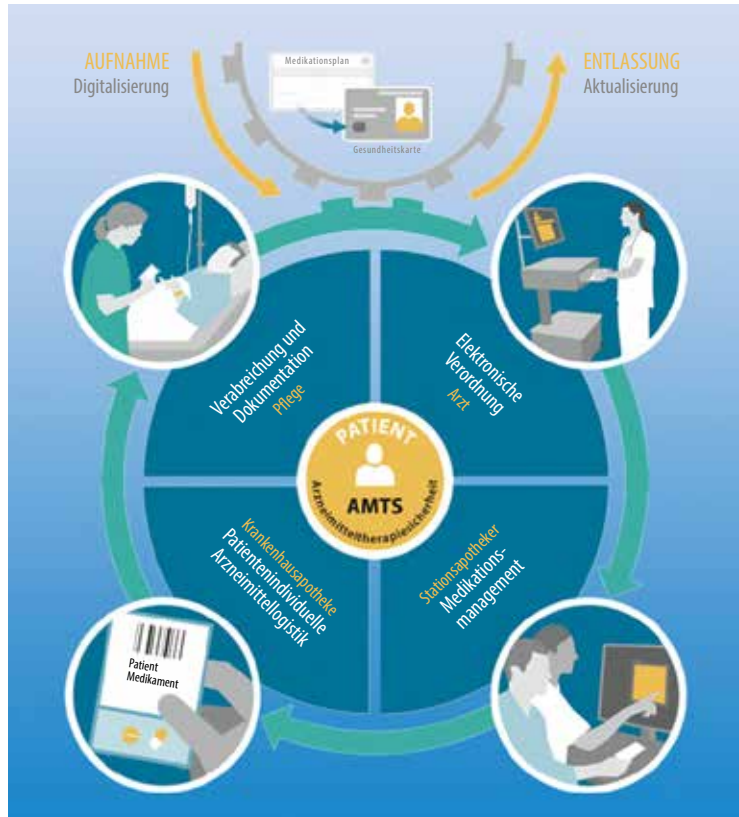 AUFNAHME
Digitalisierung
Medikationsplan
Gesundheitskarte
ENTLASSUNG
Aktualisierung
Verabreichung und
Dokumentation
Pflege
Elektronische
Verordnung
Arzt
PATIENT
AMTS
Arzneimitteltherapiesicherheit
Krankenhausapotheke
Patientenindividuelle
Arzneimittellogistik
Stationsapotheker
Medikations-
management
Patient
Medikament